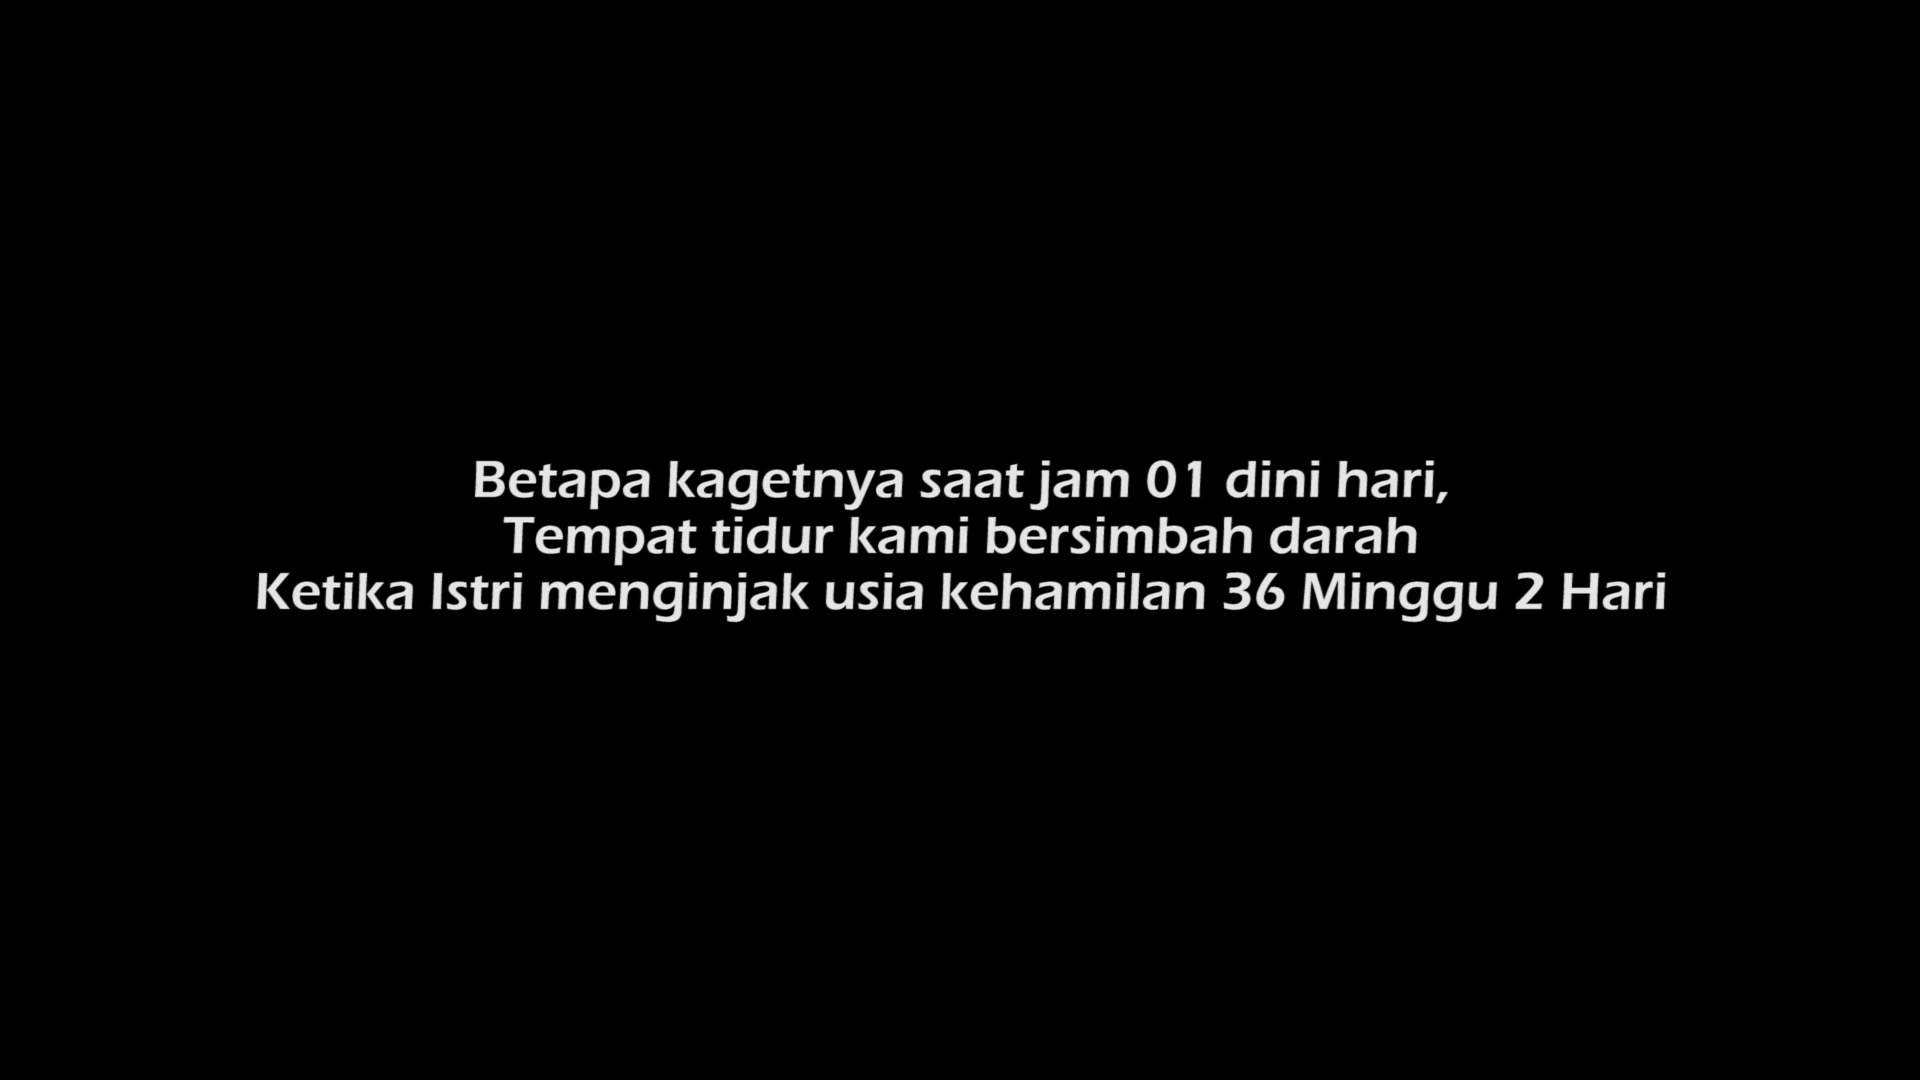 Betapa kagetnya saat jam 01 dini hari,
Tempat tidur kami bersimbah darah
Ketika Istri menginjak usia kehamilan 36 Minggu 2 Hari